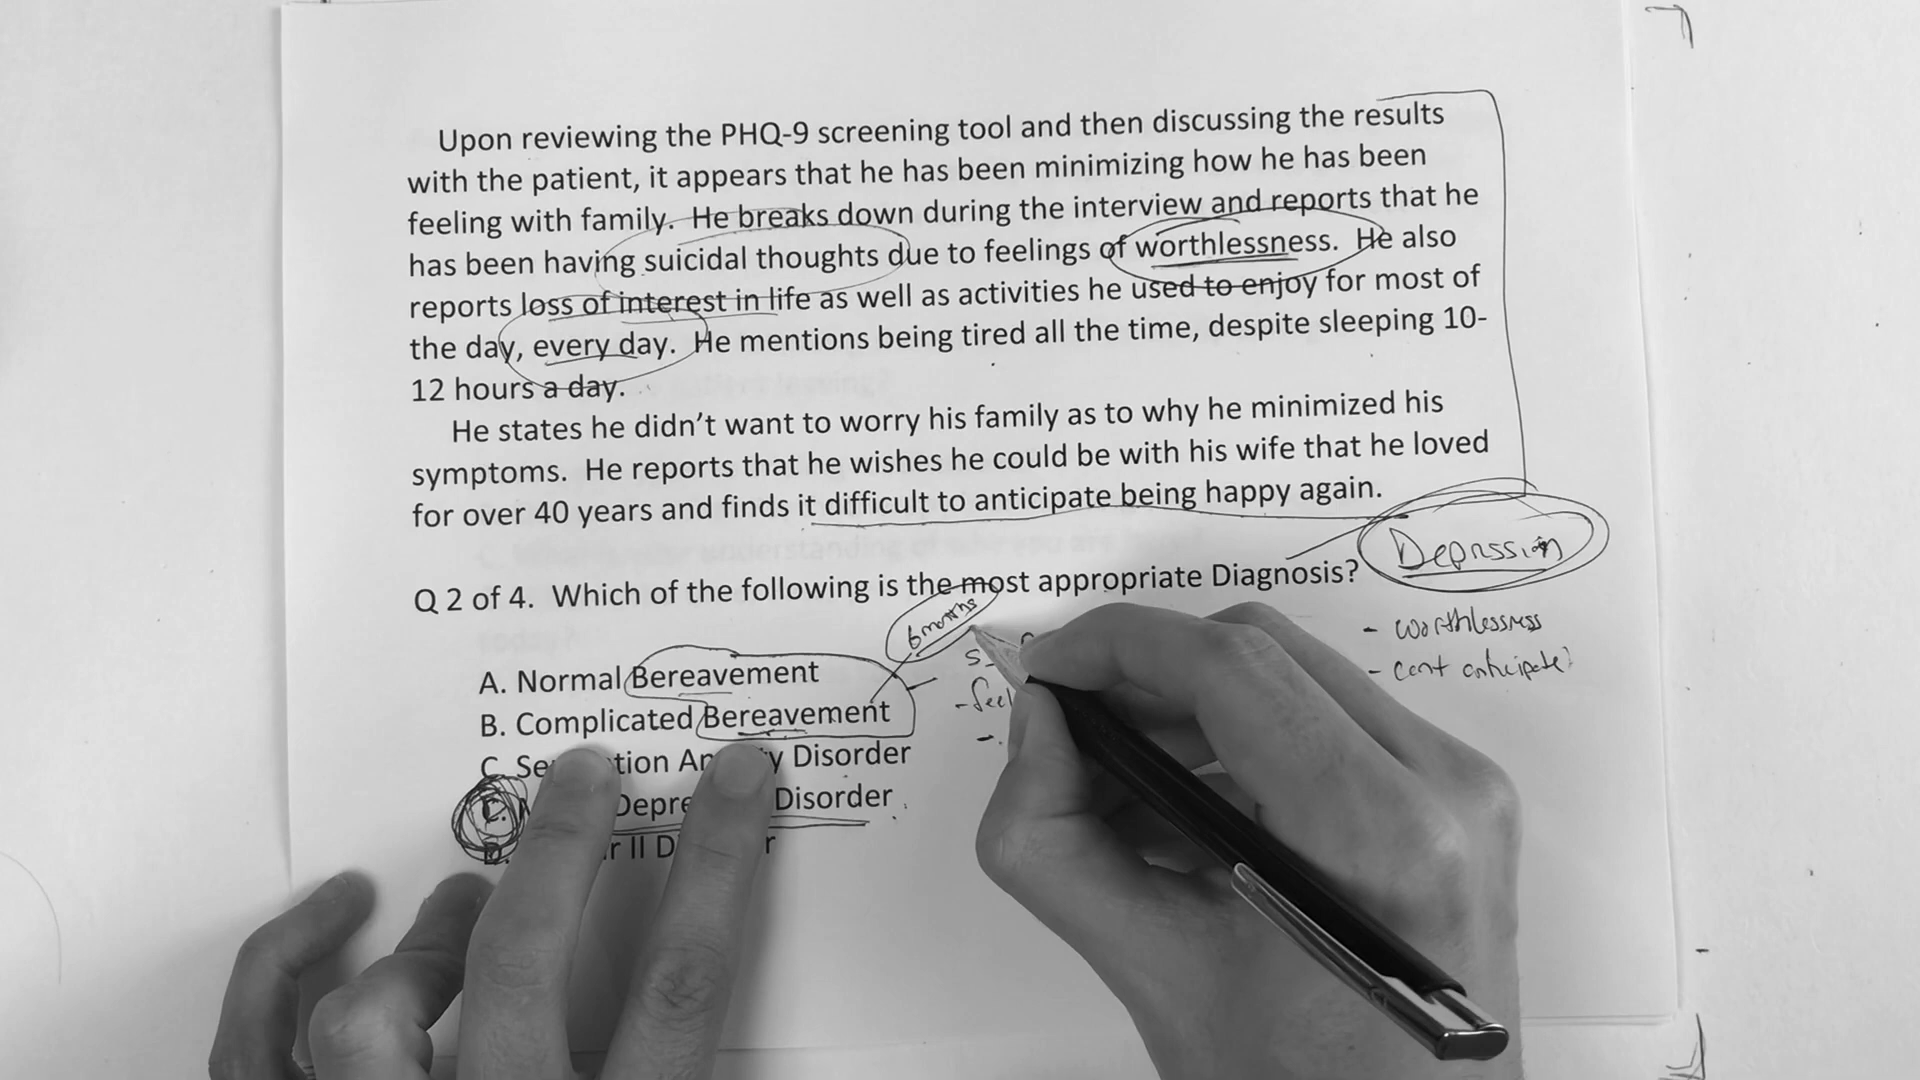 Upon reviewing the PHQ-9 screening tool and then discussing the results
with the patient, it appears that he has been minimizing how he has been
feeling with family. He breaks down during the interview and reports that he
has been having suicidal thoughts due to feelings of worthlessness. He also
reports loss of interest in life as well as activities he used to enjoy for most of
the day, every day. He mentions being tired all the time, despite sleeping 10-
12 hours a day.
He states he didn't want to worry his family as to why he minimized his
symptoms. He reports that he wishes he could be with his wife that he loved
for over 40 years and finds it difficult to anticipate being happy again.
Depression
Q 2 of 4. Which of the following is the most appropriate Diagnosis?
6 months
- worthlessness
- cant anticipate
A. Normal Bereavement
B. Complicated Bereavement
- feel
C. Disorder
Disorder
II